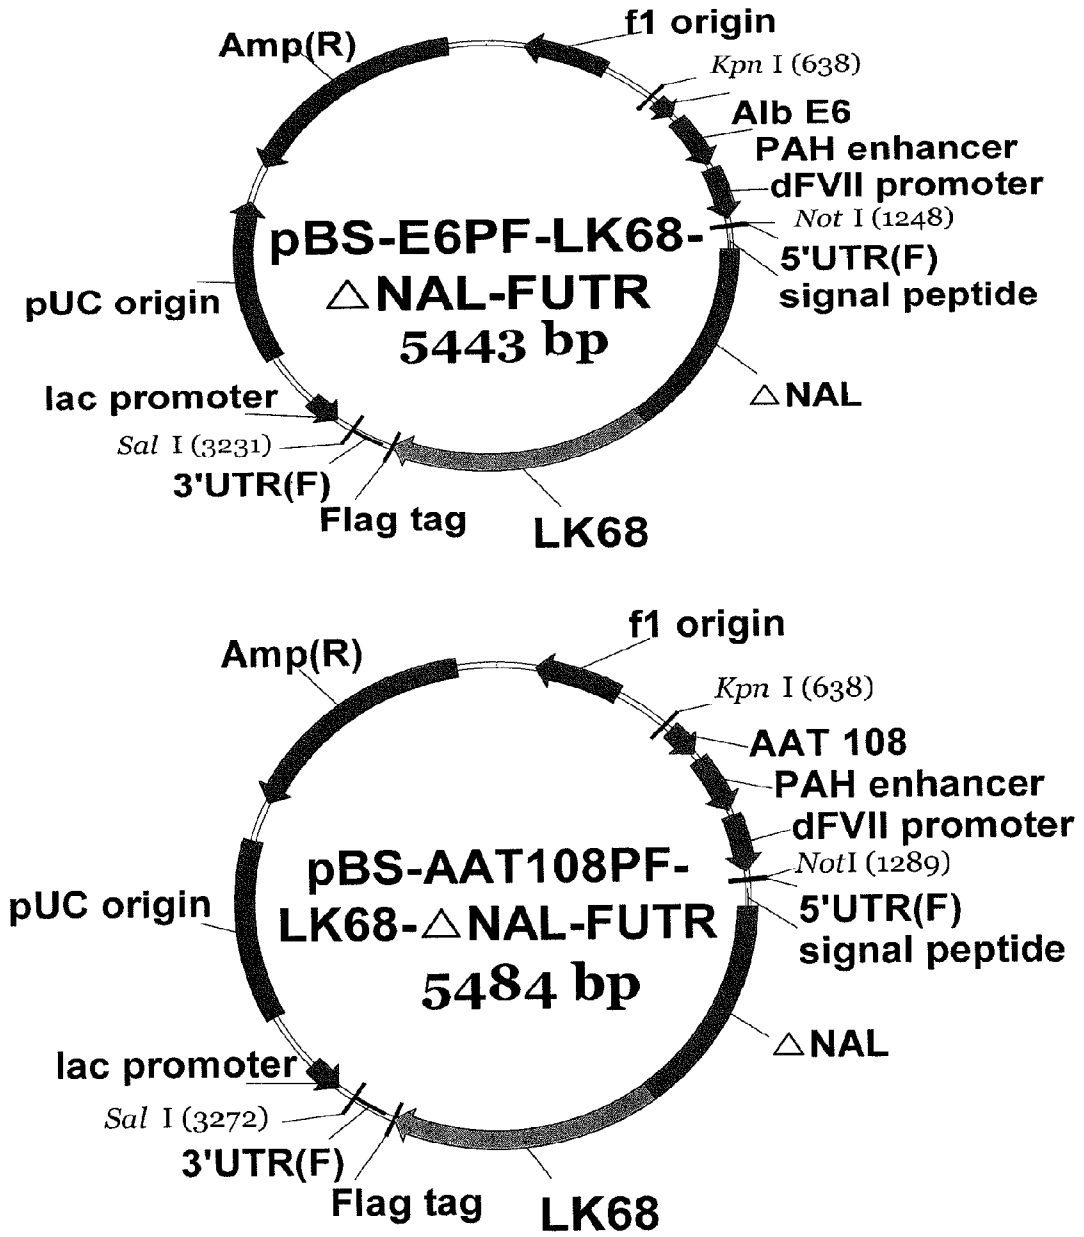 f1 origin
Amp(R)
Kpn I (638)
Alb E6
PAH enhancer
dFVII promoter
Not I (1248)
pBS-E6PF-LK68-
△NAL-FUTR
5443 bp
5'UTR(F)
signal peptide
pUC origin
△NAL
lac promoter
Sal I (3231)
3'UTR(F)
Flag tag
LK68
f1 origin
Amp(R)
Kpn I (638)
AAT 108
PAH enhancer
dFVII promoter
NotI (1289)
pBS-AAT108PF-
LK68-△NAL-FUTR
5484 bp
pUC origin
5'UTR(F)
signal peptide
△NAL
lac promoter
Sal I (3272)
3'UTR(F)
Flag tag
LK68